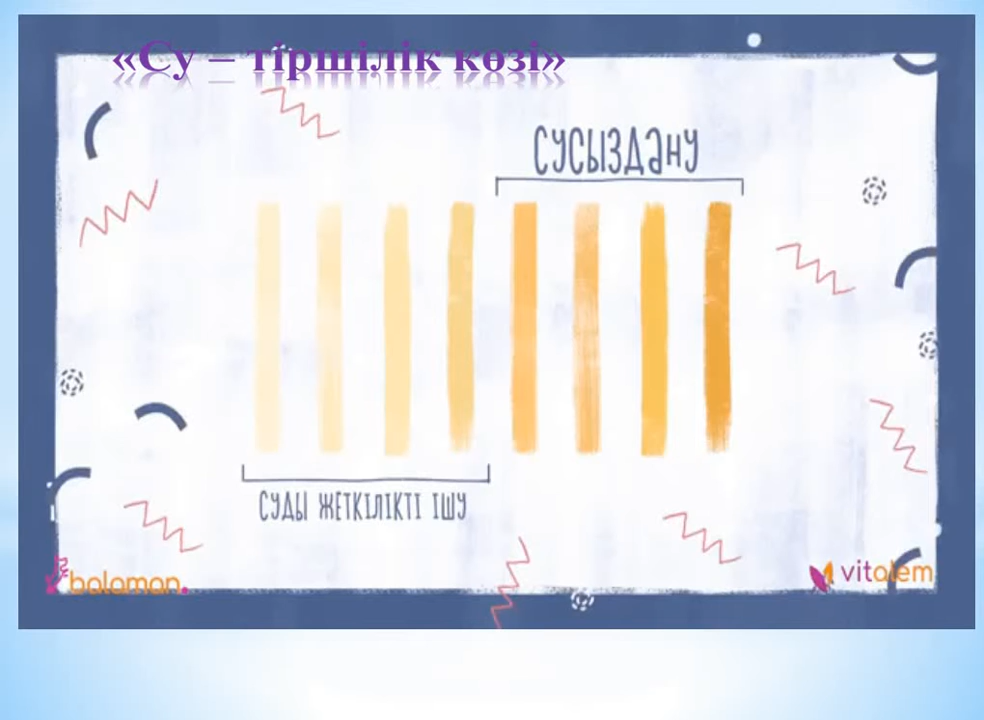 «Су – тіршілік көзі»
СУСЫЗДАНУ
СУДЫ ЖЕТКІЛІКТІ ІШУ
balaman.
vitalem